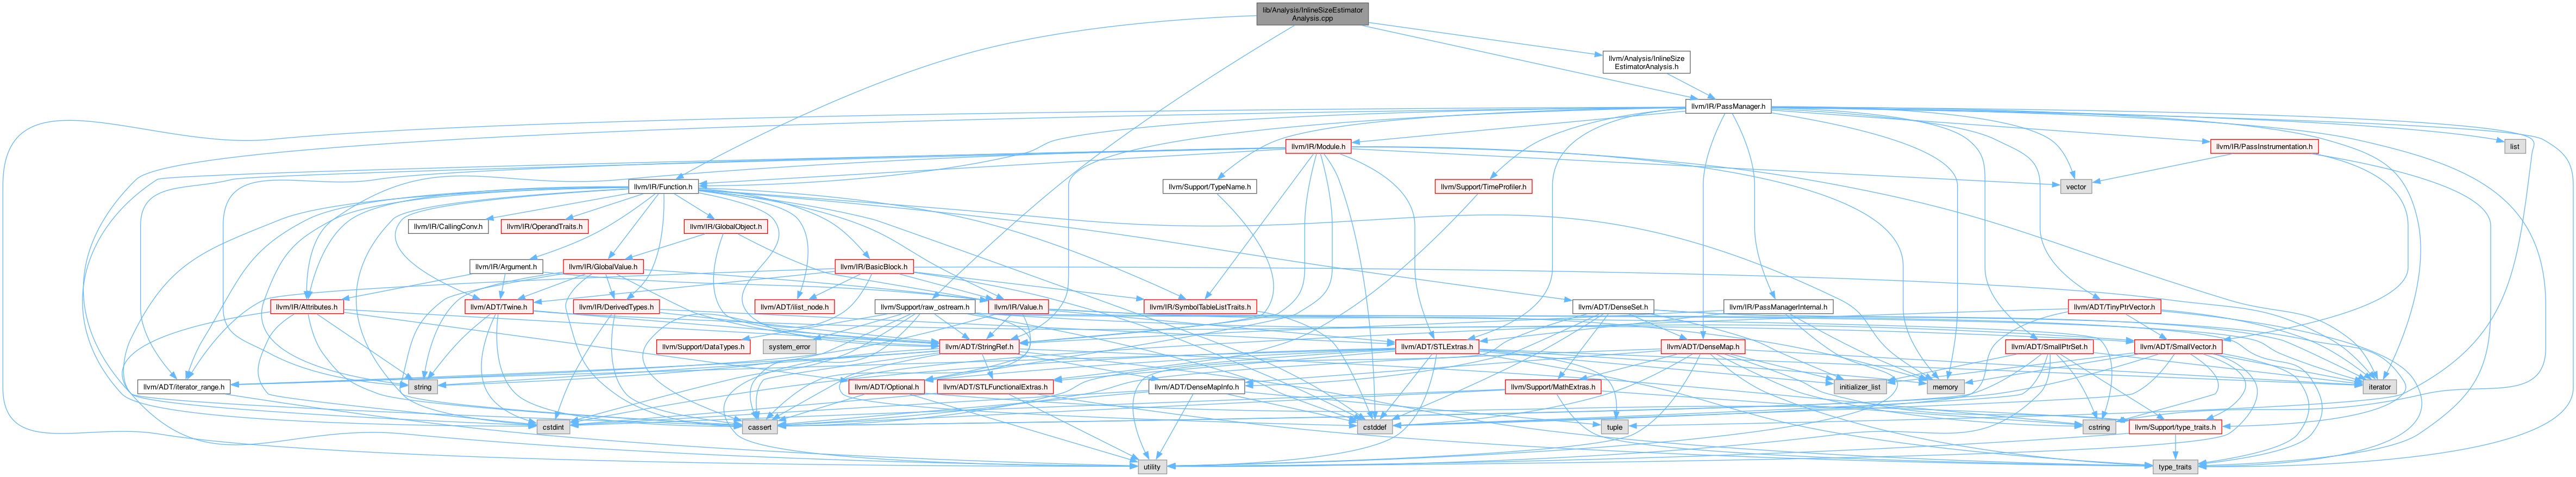 lib/Analysis/InlineSizeEstimator
Analysis.cpp
llvm/Analysis/InlineSize
EstimatorAnalysis.h
llvm/IR/PassManager.h
llvm/IR/Module.h
llvm/IR/PassInstrumentation.h
list
llvm/IR/Function.h
llvm/Support/TypeName.h
llvm/Support/TimeProfiler.h
vector
llvm/IR/CallingConv.h
llvm/IR/OperandTraits.h
llvm/IR/GlobalObject.h
llvm/IR/Argument.h
llvm/IR/GlobalValue.h
llvm/IR/BasicBlock.h
llvm/IR/Attributes.h
llvm/ADT/Twine.h
llvm/IR/DerivedTypes.h
llvm/ADT/ilist_node.h
llvm/Support/raw_ostream.h
llvm/IR/Value.h
llvm/IR/SymbolTableListTraits.h
llvm/ADT/DenseSet.h
llvm/IR/PassManagerInternal.h
llvm/ADT/TinyPtrVector.h
llvm/Support/DataTypes.h
system_error
llvm/ADT/StringRef.h
llvm/ADT/STLExtras.h
llvm/ADT/DenseMap.h
llvm/ADT/SmallPtrSet.h
llvm/ADT/SmallVector.h
llvm/ADT/iterator_range.h
string
llvm/ADT/Optional.h
llvm/ADT/STLFunctionalExtras.h
llvm/ADT/DenseMapInfo.h
llvm/Support/MathExtras.h
initializer_list
memory
iterator
cstdint
cassert
cstddef
tuple
cstring
llvm/Support/type_traits.h
utility
type_traits